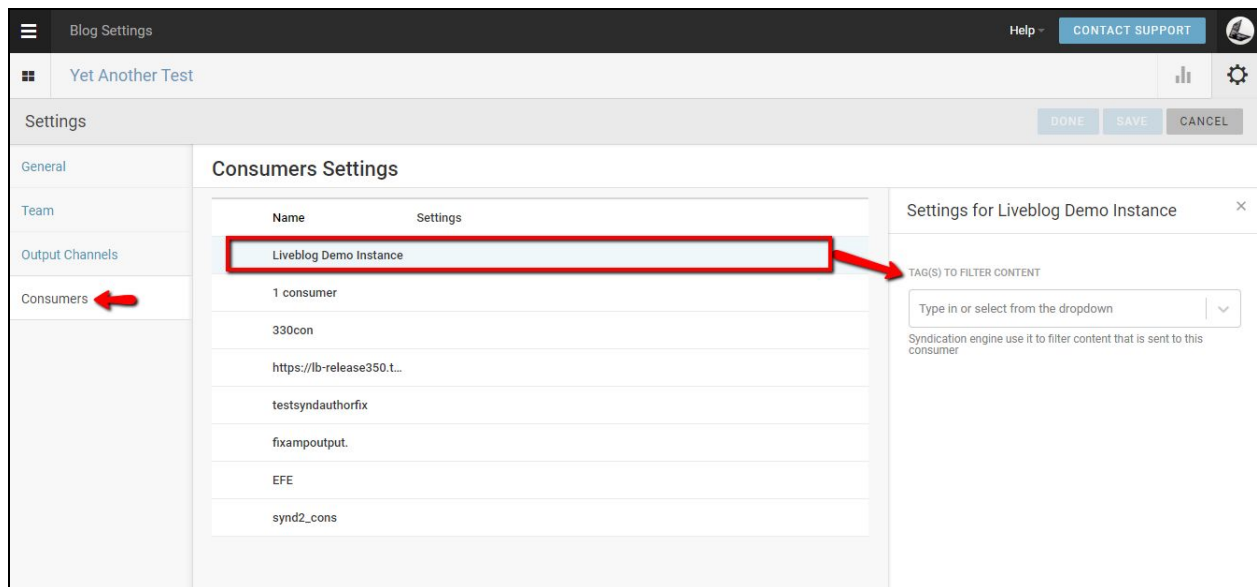 Blog Settings
Help
CONTACT SUPPORT
Yet Another Test
Settings
DONE
SAVE
CANCEL
General
Team
Output Channels
Consumers
Consumers Settings
Name Settings
Liveblog Demo Instance
1 consumer
330con
https://lb-release350.t...
testsyndauthorfix
fixampoutput.
EFE
synd2_cons
Settings for Liveblog Demo Instance
TAG(S) TO FILTER CONTENT
Type in or select from the dropdown
Syndication engine use it to filter content that is sent to this
consumer